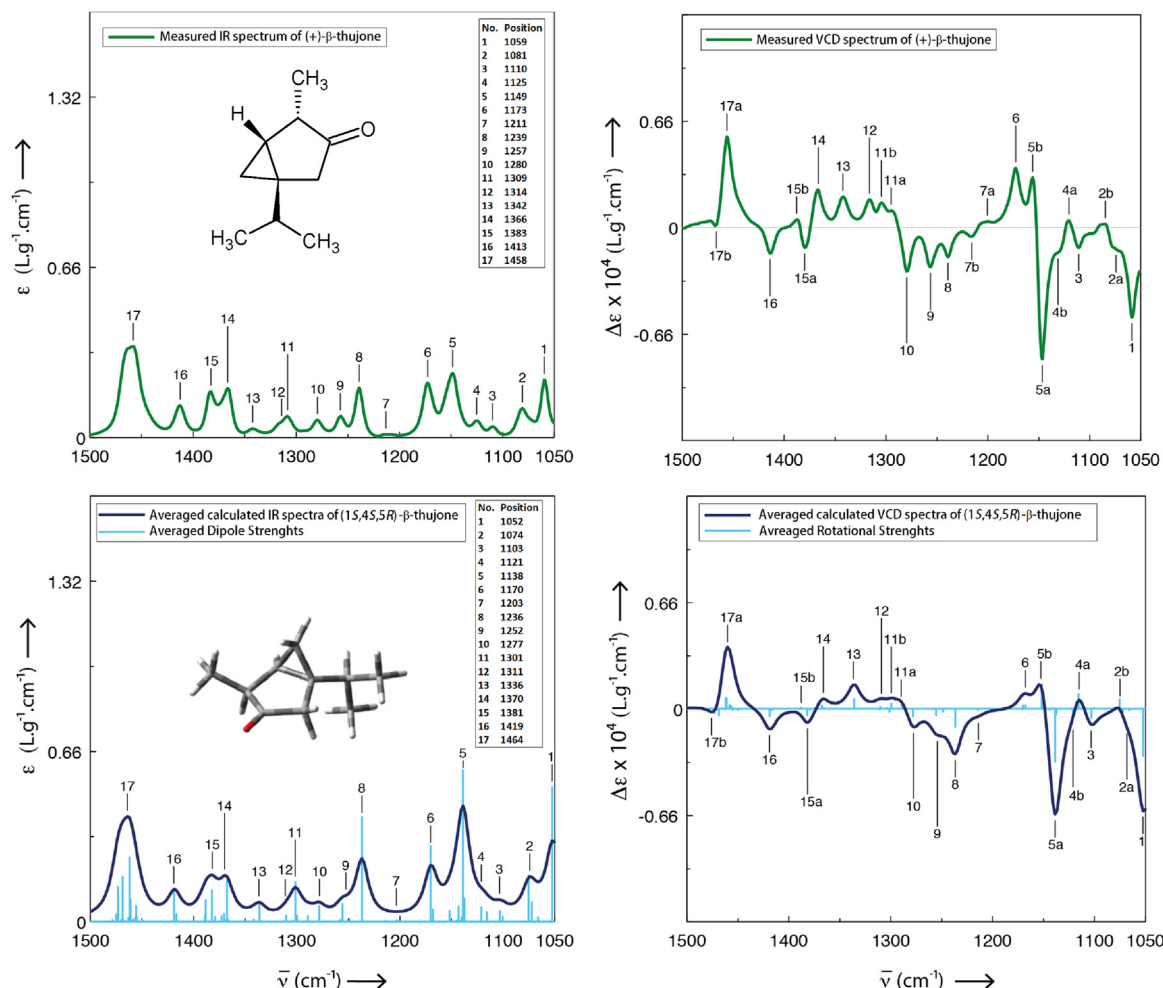 Measured IR spectrum of (+)-β-thujone
No. Position
1 1059
2 1081
3 1110
4 1125
5 1149
6 1173
7 1211
8 1239
9 1257
10 1280
11 1309
12 1314
13 1342
14 1366
15 1383
16 1413
17 1458
CH3
H
O
H3C
CH3
ε (L.g-1.cm-1)
1.32
0.66
0
17
16
15
14
13
12
11
10
9
8
7
6
5
4
3
2
1
1500
1400
1300
1200
1100
1050
Measured VCD spectrum of (+)-β-thujone
Δε x 10^4 (L.g-1.cm-1)
0.66
0
-0.66
17a
17b
16
15b
15a
14
13
12
11b
11a
10
9
8
7b
7a
6
5b
5a
4b
4a
3
2b
2a
1
1500
1400
1300
1200
1100
1050
Averaged calculated IR spectra of (1S,4S,5R)-β-thujone
Averaged Dipole Strenghts
No. Position
1 1052
2 1074
3 1103
4 1121
5 1138
6 1170
7 1203
8 1236
9 1252
10 1277
11 1301
12 1311
13 1336
14 1370
15 1381
16 1419
17 1464
ε (L.g-1.cm-1)
1.32
0.66
0
17
16
15
14
13
12
11
10
9
8
7
6
5
4
3
2
1
1500
1400
1300
1200
1100
1050
ν̅ (cm-1)
Averaged calculated VCD spectra of (1S,4S,5R)-β-thujone
Avreaged Rotational Strenghts
Δε x 10^4 (L.g-1.cm-1)
0.66
0
-0.66
17a
17b
16
15b
15a
14
13
12
11b
11a
10
9
8
7
6
5b
5a
4a
4b
3
2b
2a
1
1500
1400
1300
1200
1100
1050
ν̅ (cm-1)